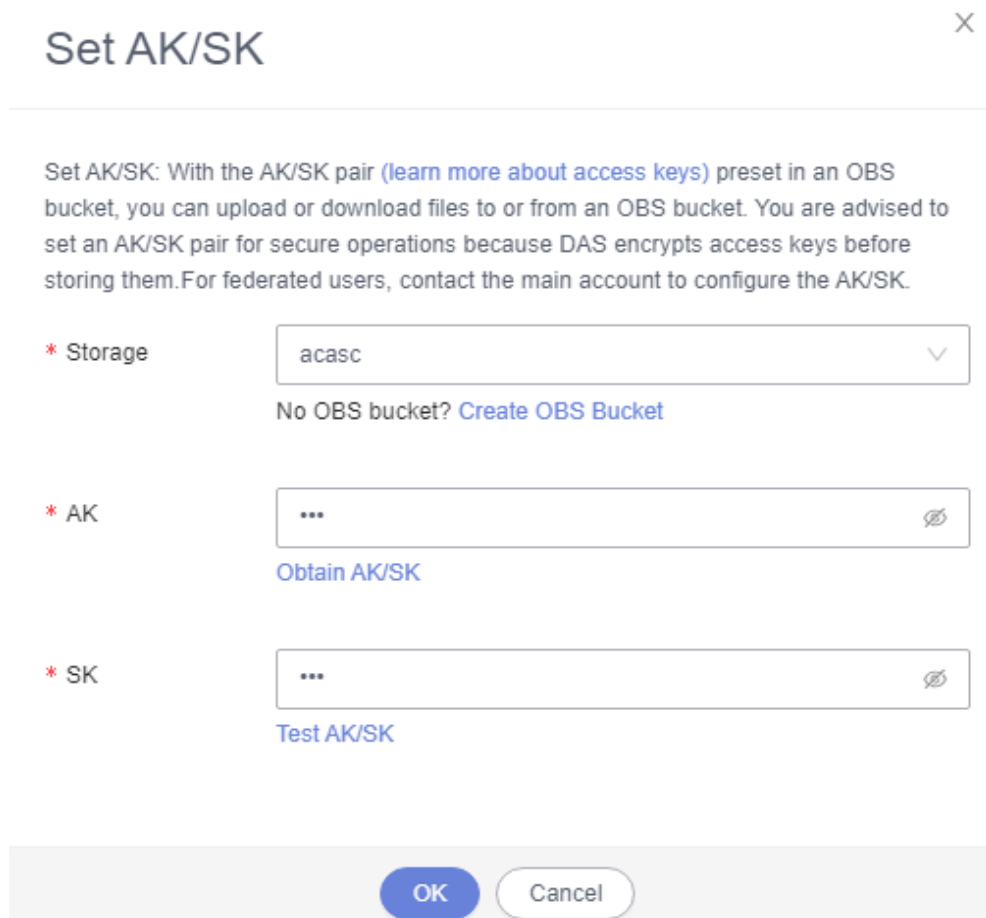 Set AK/SK
Set AK/SK: With the AK/SK pair (learn more about access keys) preset in an OBS
bucket, you can upload or download files to or from an OBS bucket. You are advised to
set an AK/SK pair for secure operations because DAS encrypts access keys before
storing them.For federated users, contact the main account to configure the AK/SK.
* Storage
acasc
No OBS bucket? Create OBS Bucket
* AK
•••
Obtain AK/SK
* SK
•••
Test AK/SK
OK
Cancel